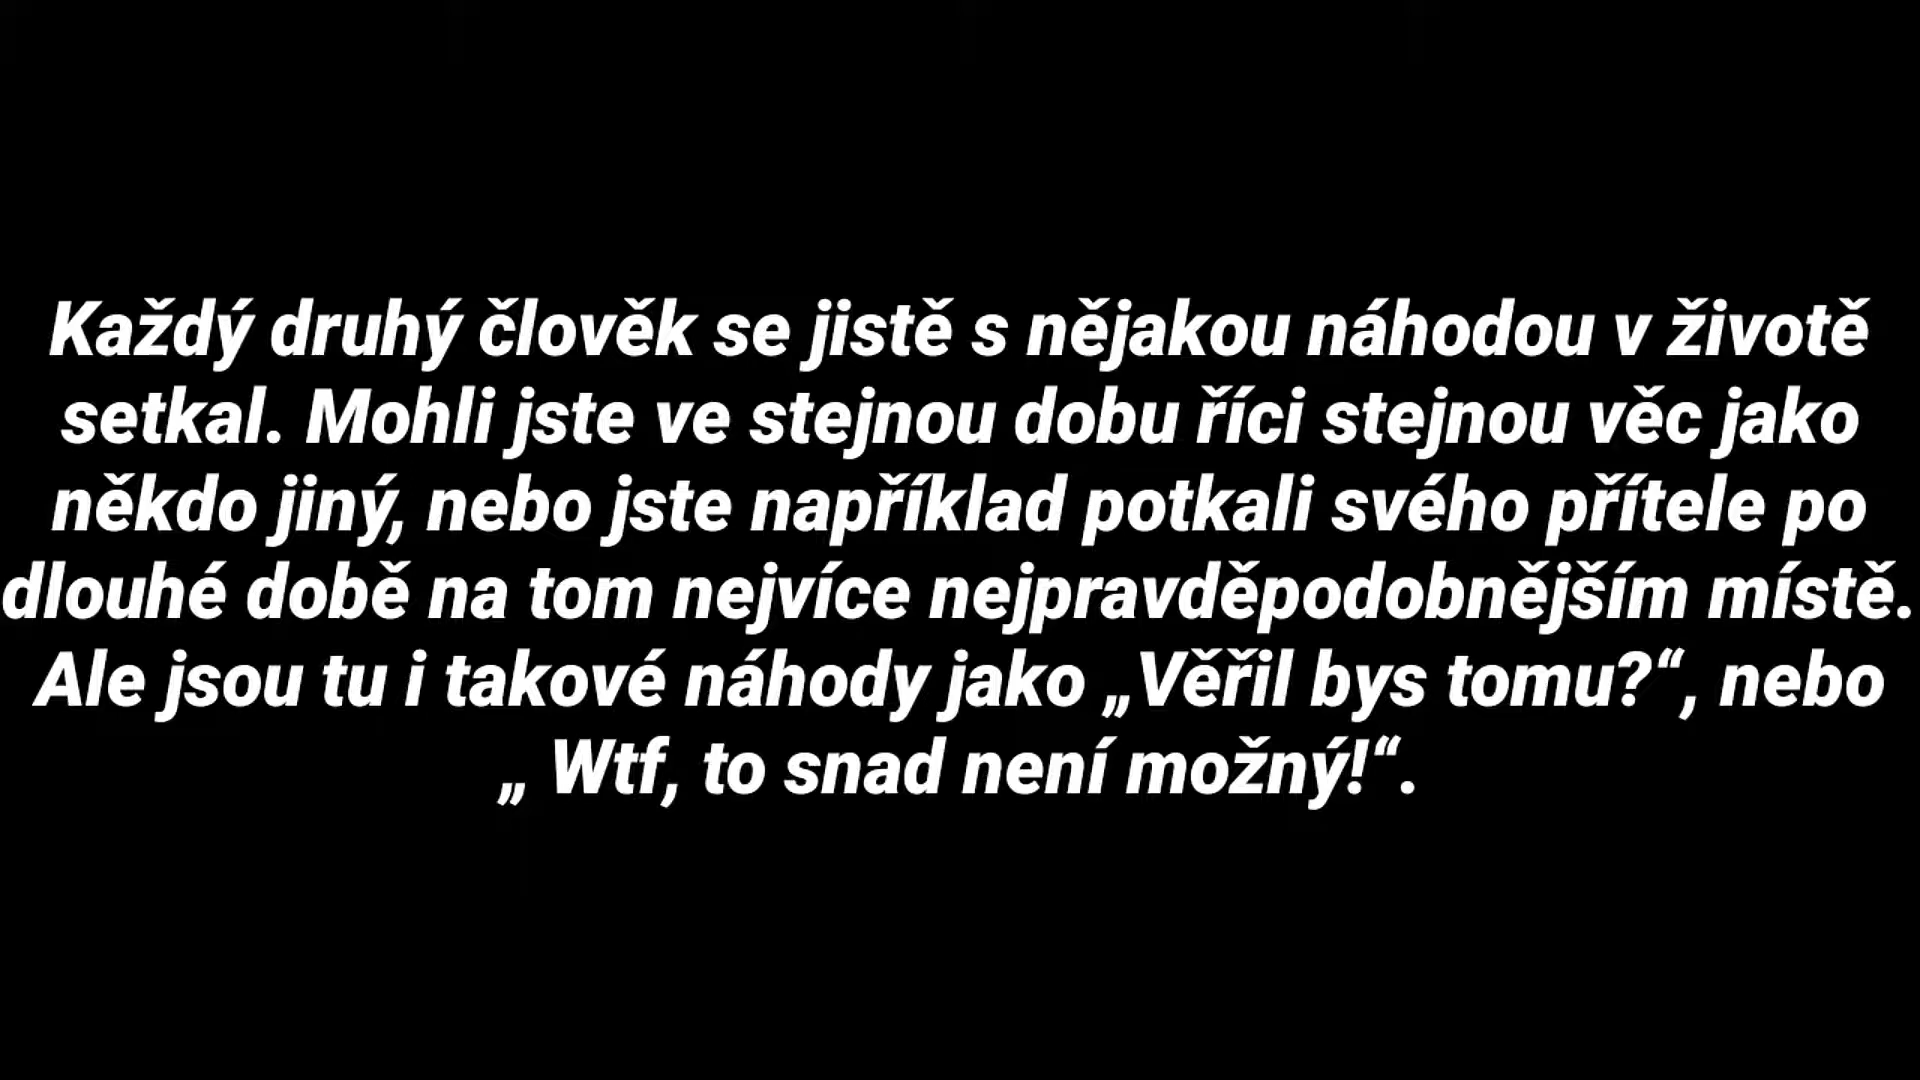 Každý druhý člověk se jistě s nějakou náhodou v životě
setkal. Mohli jste ve stejnou dobu říci stejnou věc jako
někdo jiný, nebo jste například potkali svého přítele po
dlouhé době na tom nejvíce nejpravděpodobnějším místě.
Ale jsou tu i takové náhody jako „Věřil bys tomu?“, nebo
„ Wtf, to snad není možný!“.